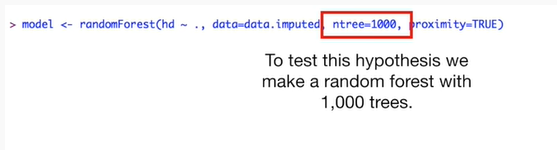 > model <- randomForest(hd ~ ., data=data.imputed, ntree=1000, proximity=TRUE)
To test this hypothesis we
make a random forest with
1,000 trees.